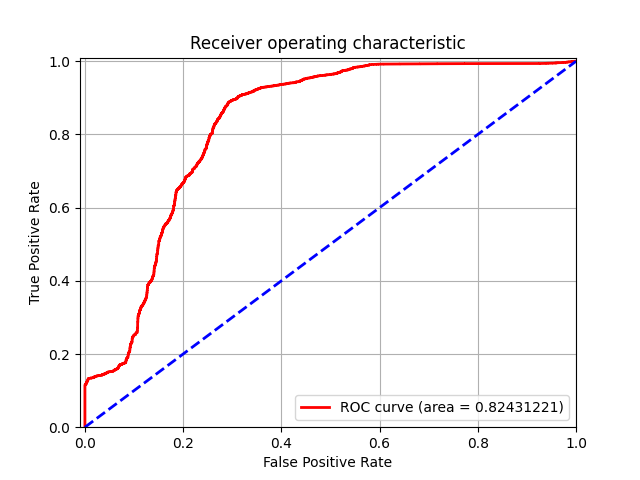 Receiver operating characteristic
1.0
0.8
0.6
0.4
0.2
0.0
True Positive Rate
ROC curve (area = 0.82431221)
0.0 0.2 0.4 0.6 0.8 1.0
False Positive Rate